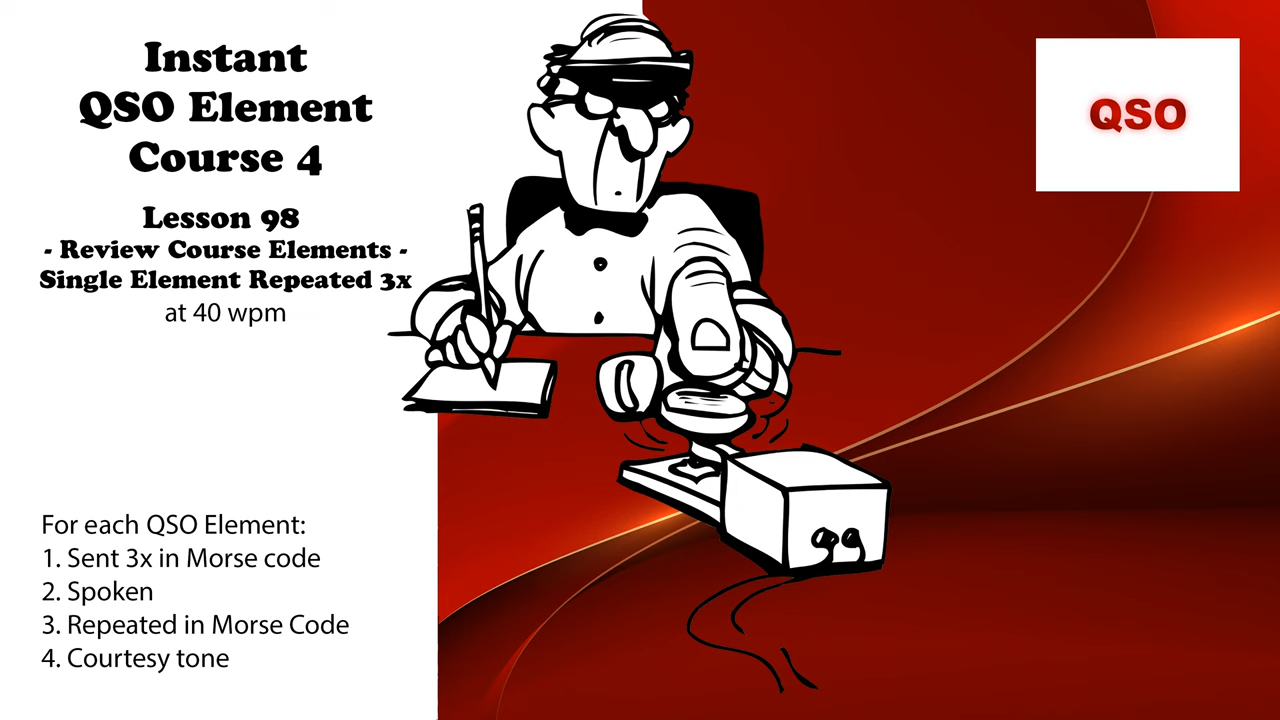 Instant
QSO Element
Course 4
Lesson 98
- Review Course Elements -
Single Element Repeated 3x
at 40 wpm
QSO
For each QSO Element:
1. Sent 3x in Morse code
2. Spoken
3. Repeated in Morse Code
4. Courtesy tone